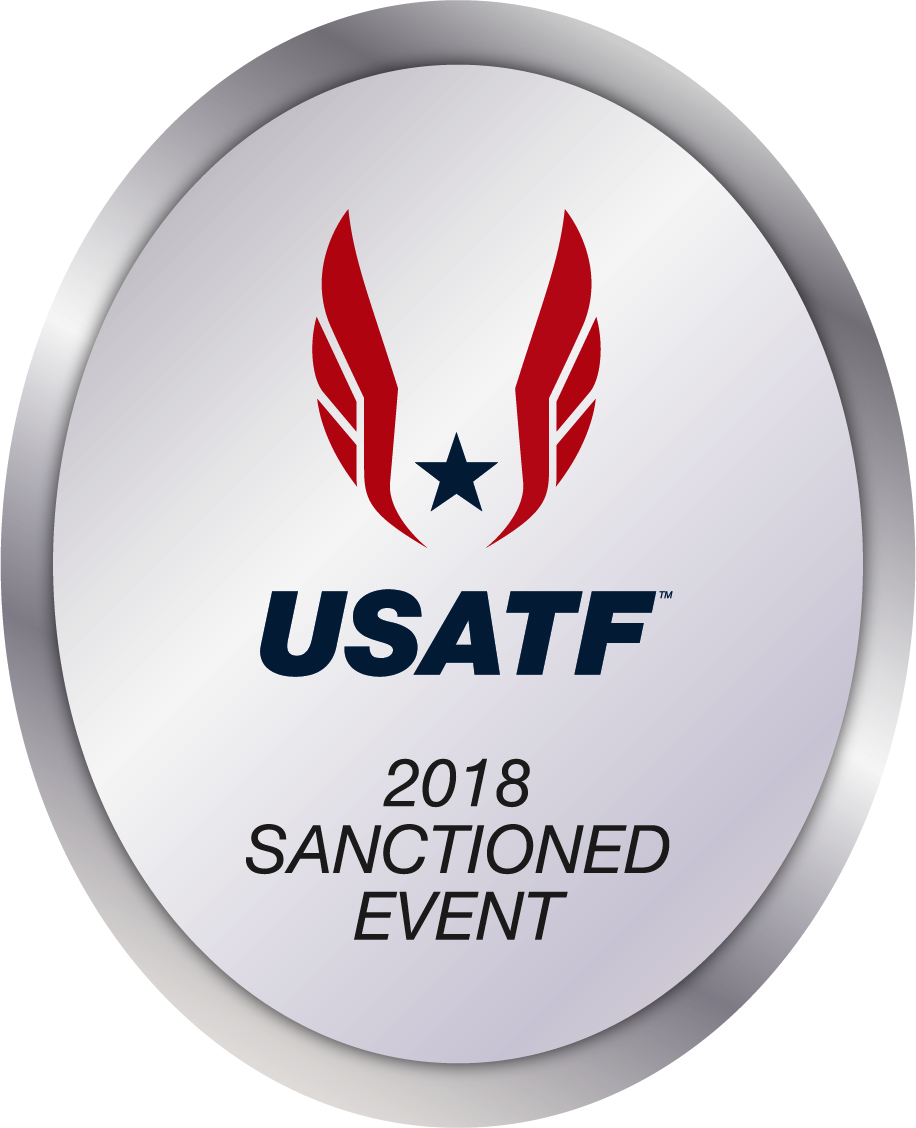 USATF™
2018
SANCTIONED
EVENT